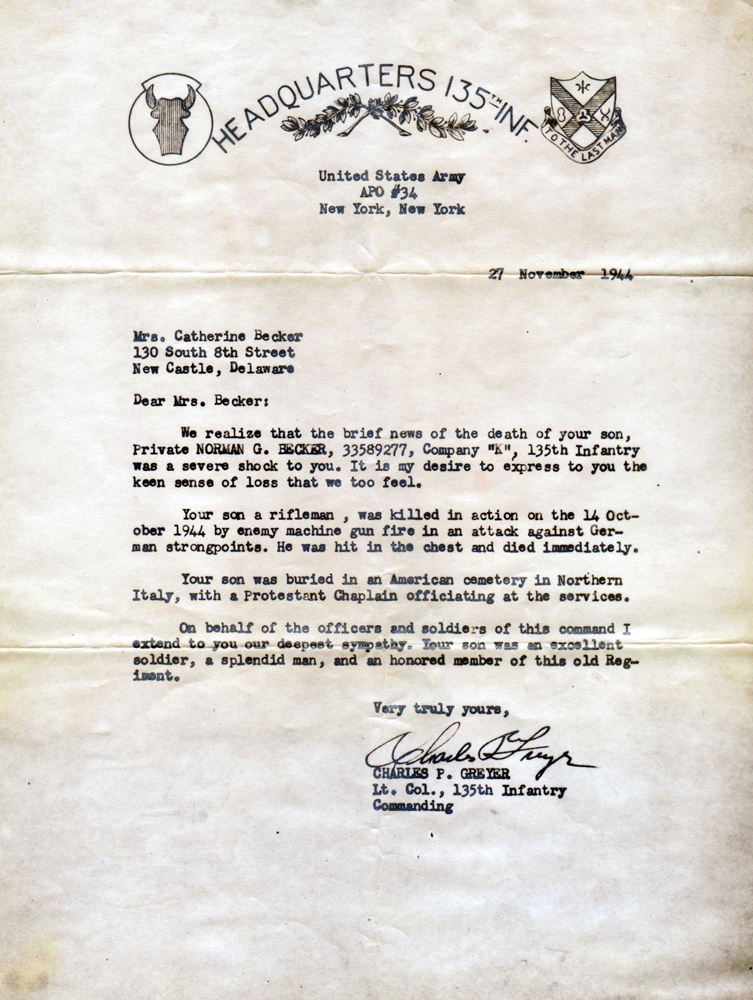 HEADQUARTERS 135TH INF
TO THE LAST MAN
United States Army
APO #34
New York, New York
27 November 1944
Mrs. Catherine Becker
130 South 8th Street
New Castle, Delaware
Dear Mrs. Becker:
We realize that the brief news of the death of your son,
Private NORMAN G. BECKER, 33589277, Company "K", 135th Infantry
was a severe shock to you. It is my desire to express to you the
keen sense of loss that we too feel.
Your son a rifleman , was killed in action on the 14 Oct-
ober 1944 by enemy machine gun fire in an attack against Ger-
man strongpoints. He was hit in the chest and died immediately.
Your son was buried in an American cemetery in Northern
Italy, with a Protestant Chaplain officiating at the services.
On behalf of the officers and soldiers of this command I
extend to you our deepest sympathy. Your son was an excellent
soldier, a splendid man, and an honored member of this old Reg-
iment.
Very truly yours,
Charles P. Greyer
CHARLES P. GREYER
Lt. Col., 135th Infantry
Commanding